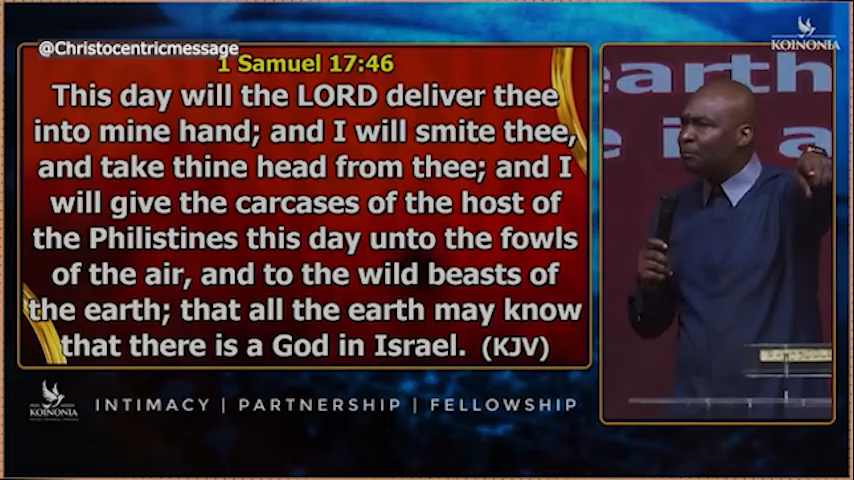 @Christocentricmessage
1 Samuel 17:46
This day will the LORD deliver thee
into mine hand; and I will smite thee,
and take thine head from thee; and I
will give the carcases of the host of
the Philistines this day unto the fowls
of the air, and to the wild beasts of
the earth; that all the earth may know
that there is a God in Israel. (KJV)
KOINONIA
earth
e i a
KOINONIA
INTIMACY | PARTNERSHIP | FELLOWSHIP